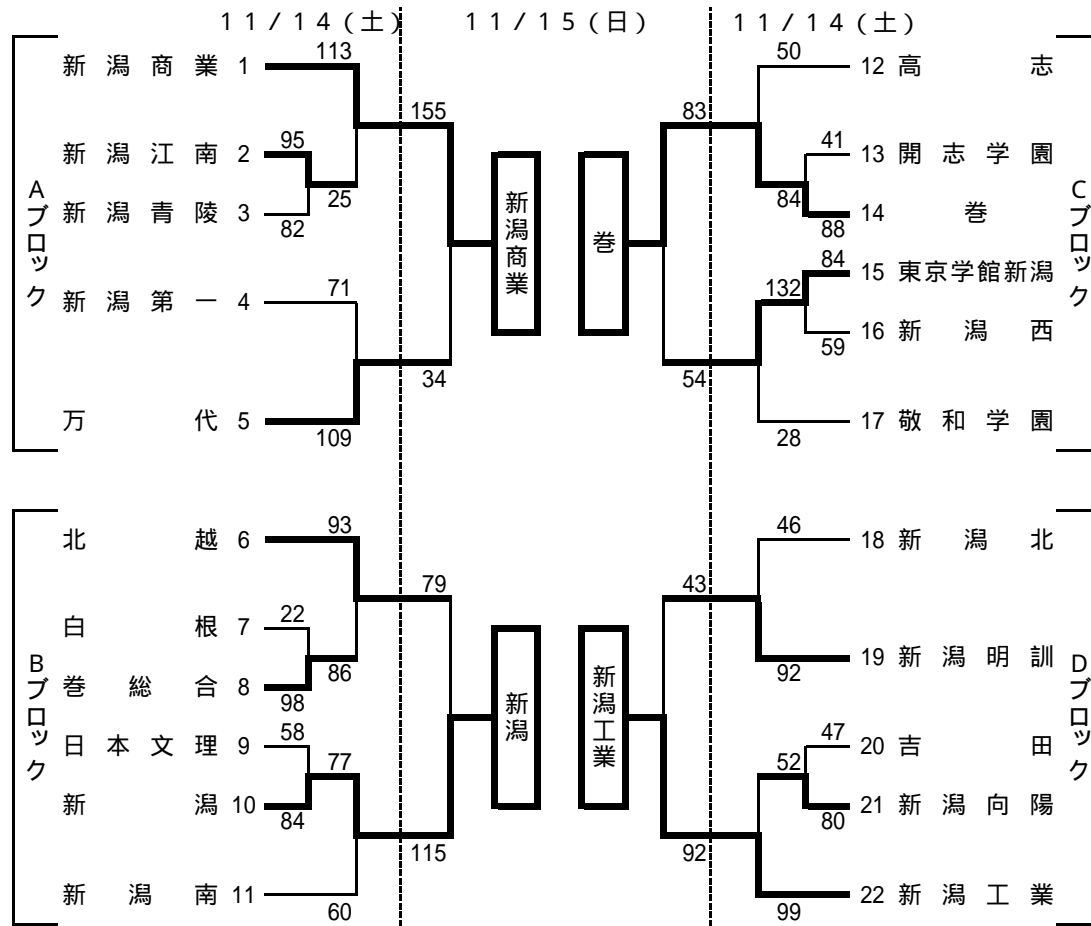 11/14(土) 11/15(日) 11/14(土)
Aブロック
113
新潟商業 1
155
95
新潟江南 2
25
新潟青陵 3
82
71
新潟第一 4
34
万代 5
109
新潟商業
Bブロック
93
北越 6
79
22
白根 7
86
巻総合 8
98
58
日本文理 9
77
新潟 10
84
115
新潟南 11
60
新潟
Cブロック
50
12 高志
83
41
13 開志学園
84
14 巻
88
84
15 東京学館新潟
132
16 新潟西
59
54
17 敬和学園
28
巻
Dブロック
46
18 新潟北
43
19 新潟明訓
92
47
20 吉田
52
21 新潟向陽
80
92
22 新潟工業
99
新潟工業